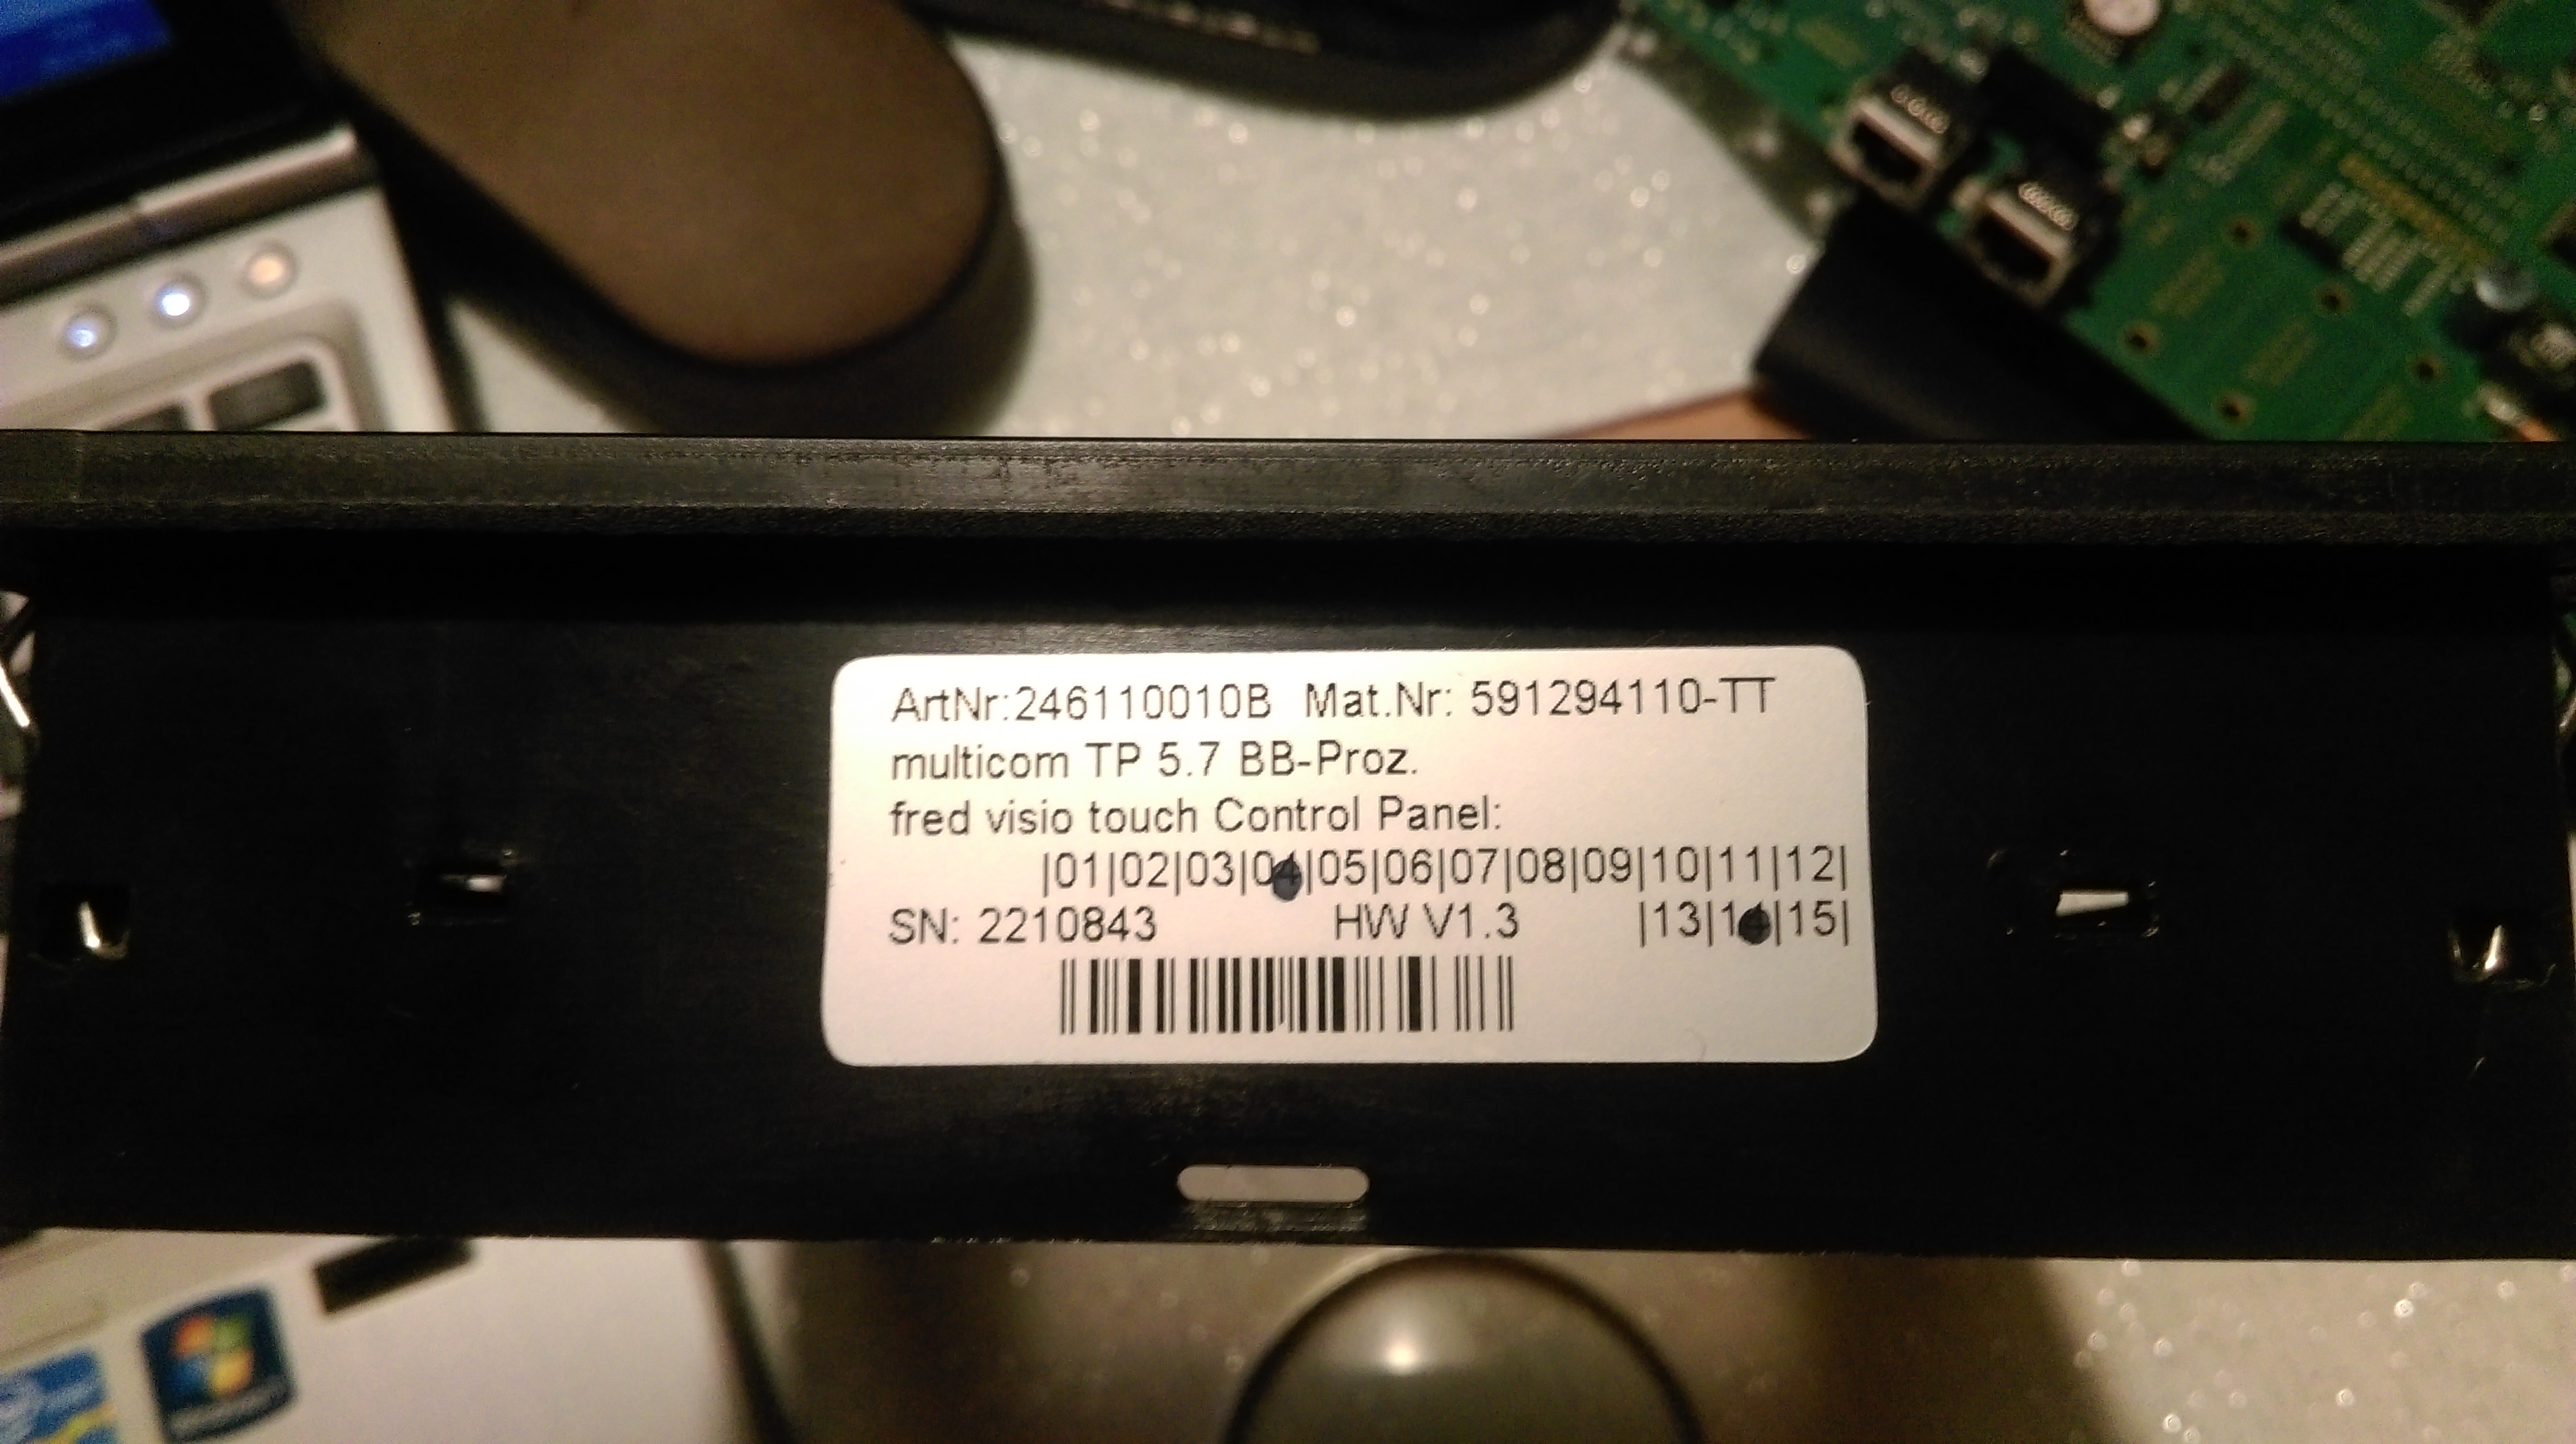 ArtNr:246110010B Mat.Nr: 591294110-TT
multicom TP 5.7 BB-Proz.
fred visio touch Control Panel:
|01|02|03|04|05|06|07|08|09|10|11|12|
SN: 2210843 HW V1.3 |13|14|15|